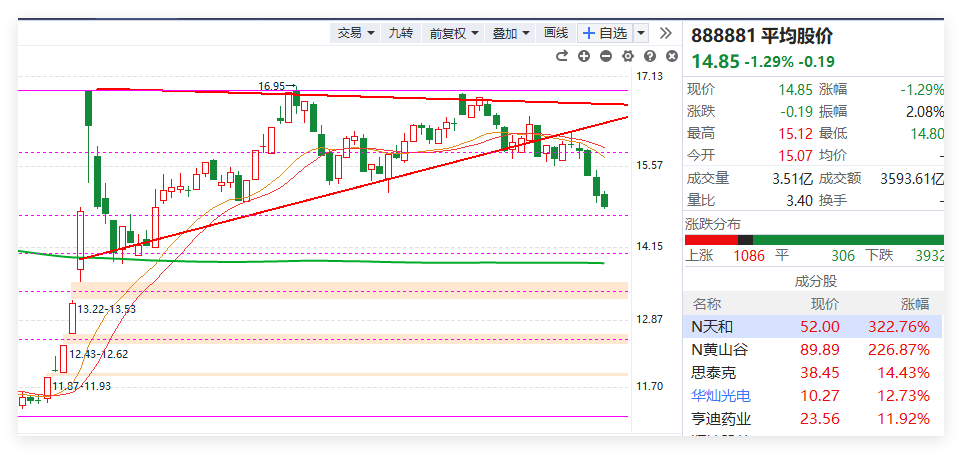 交易 九转 前复权 叠加 画线 自选
888881 平均股价
14.85 -1.29% -0.19
现价 14.85 涨幅 -1.29%
涨跌 -0.19 振幅 2.08%
最高 15.12 最低 14.80
今开 15.07 均价 -
成交量 3.51亿 成交额 3593.61亿
量比 3.40 换手 -
涨跌分布
上涨 1086 平 306 下跌 3932
成分股
名称 现价 涨幅
N天和 52.00 322.76%
N黄山谷 89.89 226.87%
思泰克 38.45 14.43%
华灿光电 10.27 12.73%
亨迪药业 23.56 11.92%
17.13
16.95
15.57
14.15
13.22-13.53
12.87
12.43-12.62
11.87-11.93
11.70